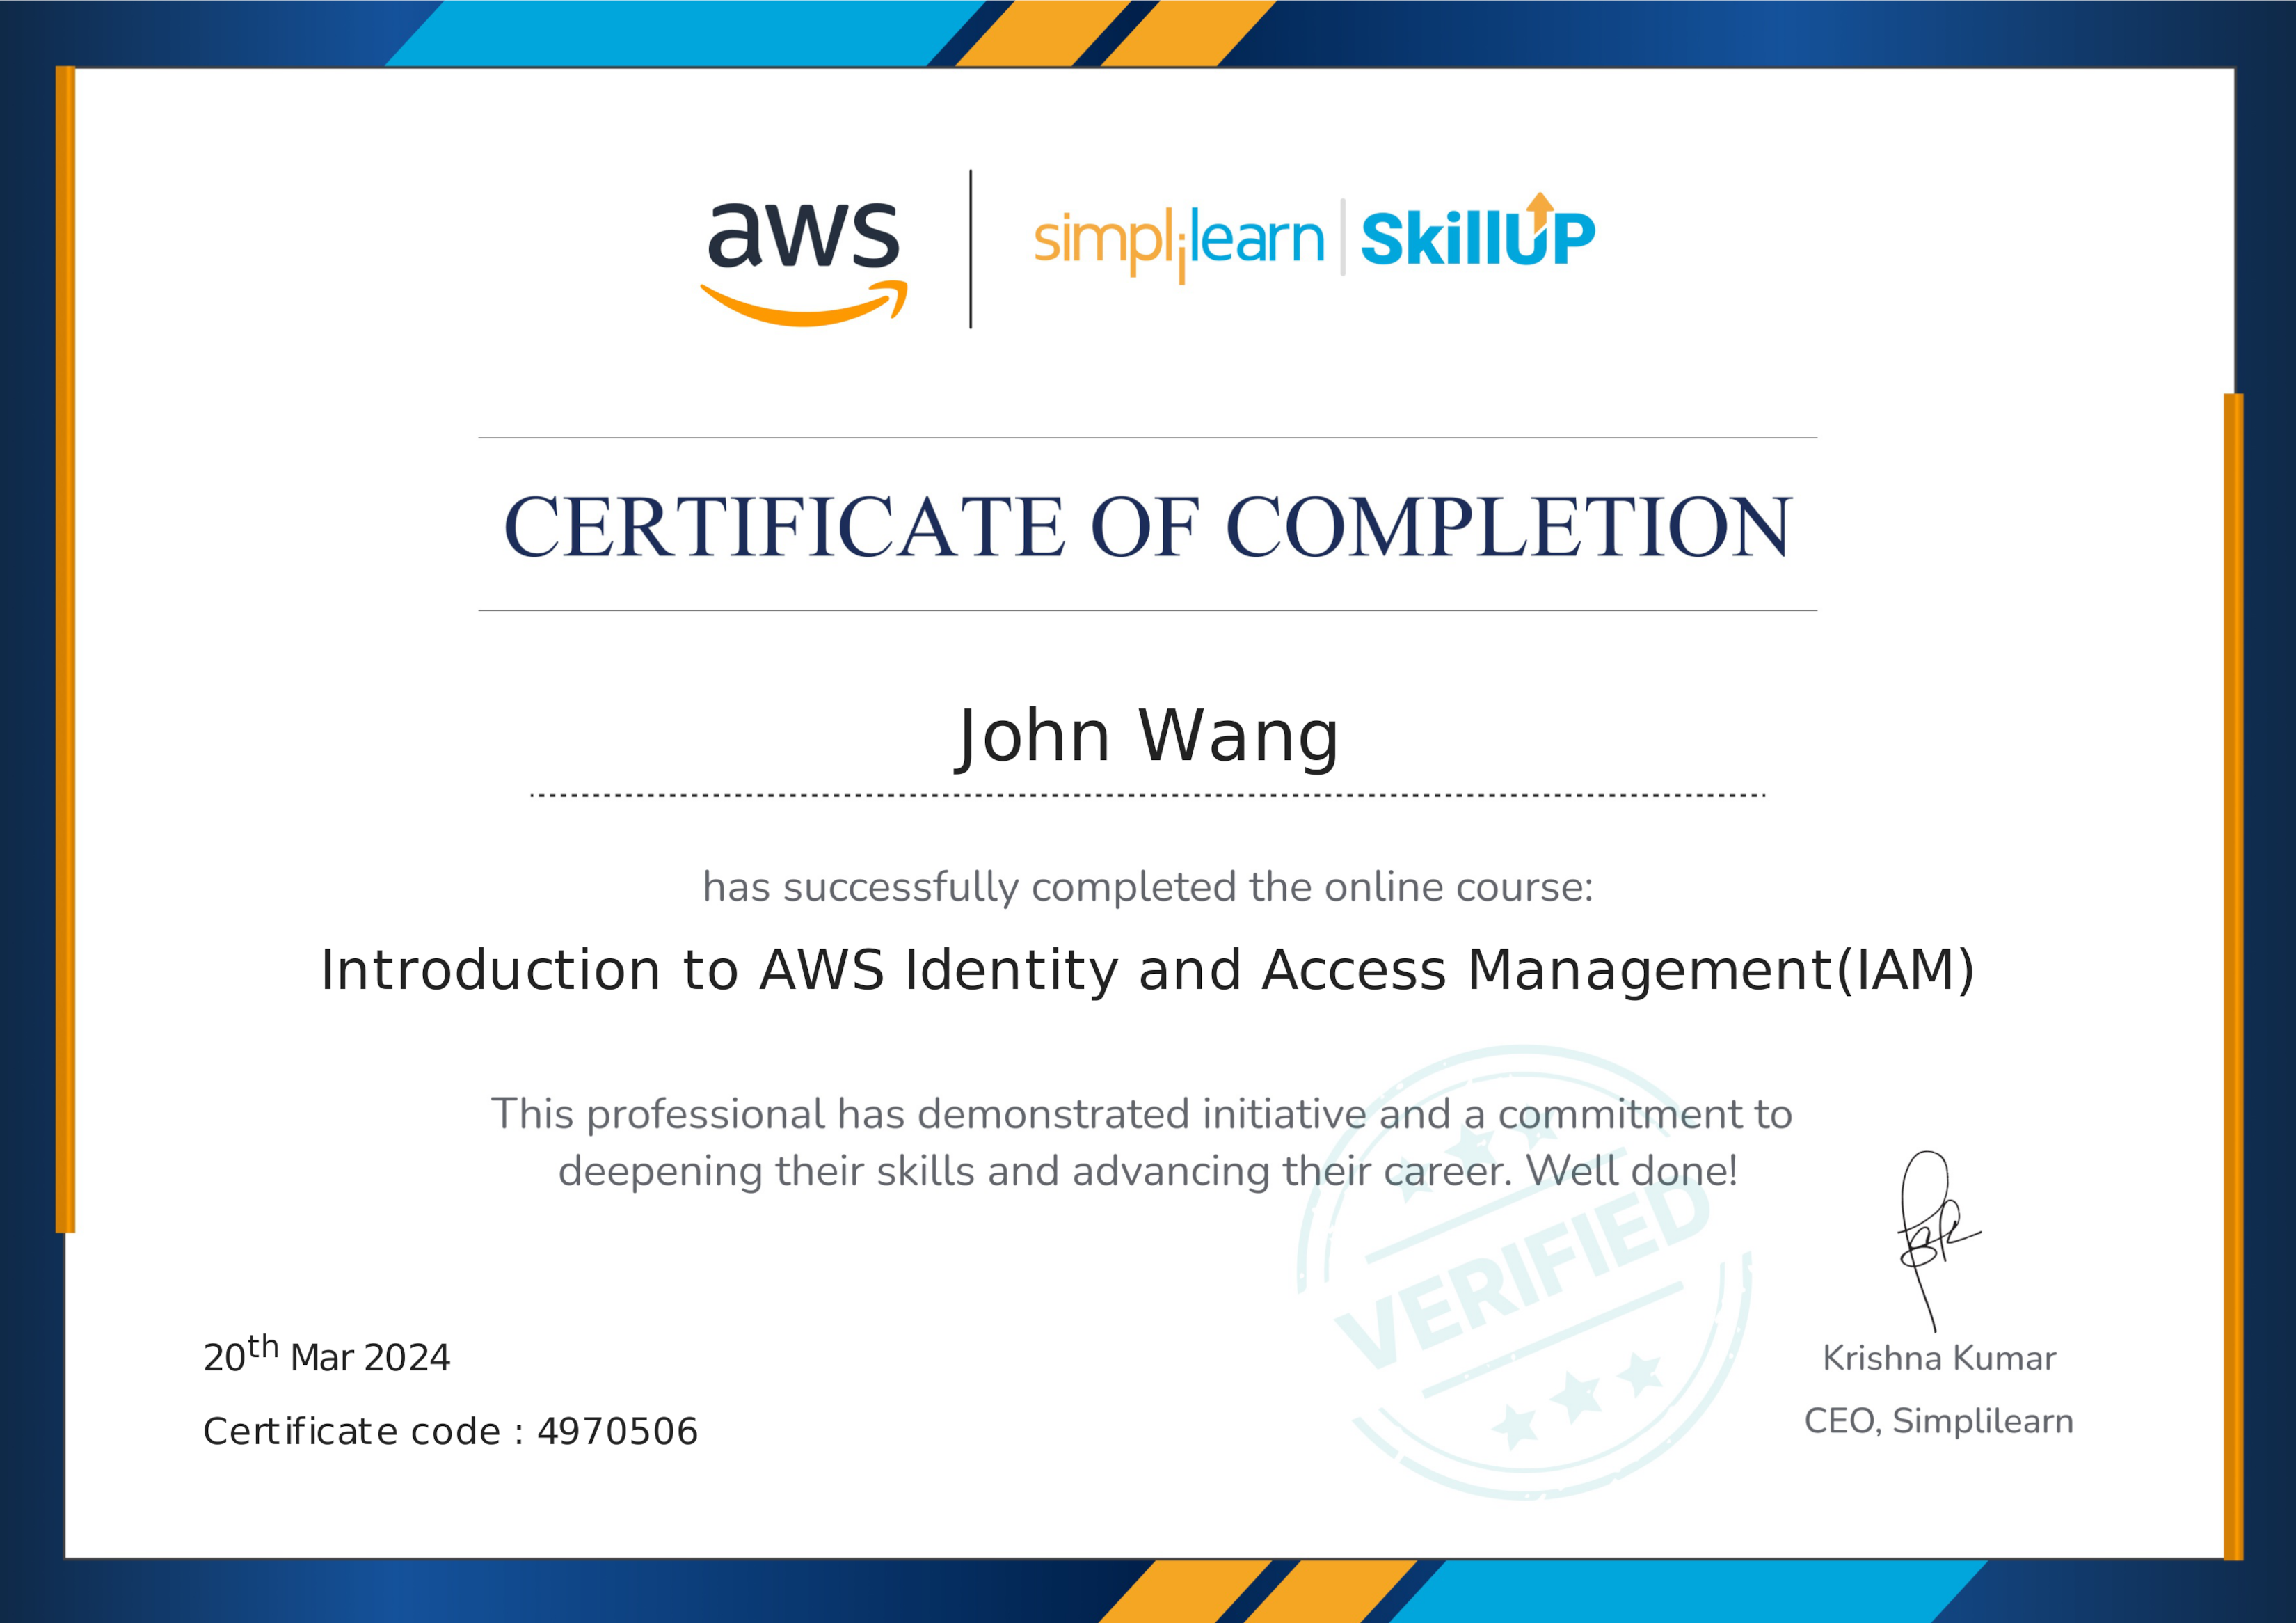 aws
simplilearn | SkillUP
CERTIFICATE OF COMPLETION
John Wang
has successfully completed the online course:
Introduction to AWS Identity and Access Management(IAM)
This professional has demonstrated initiative and a commitment to
deepening their skills and advancing their career. Well done!
VERIFIED
20th Mar 2024
Certificate code : 4970506
Krishna Kumar
CEO, Simplilearn